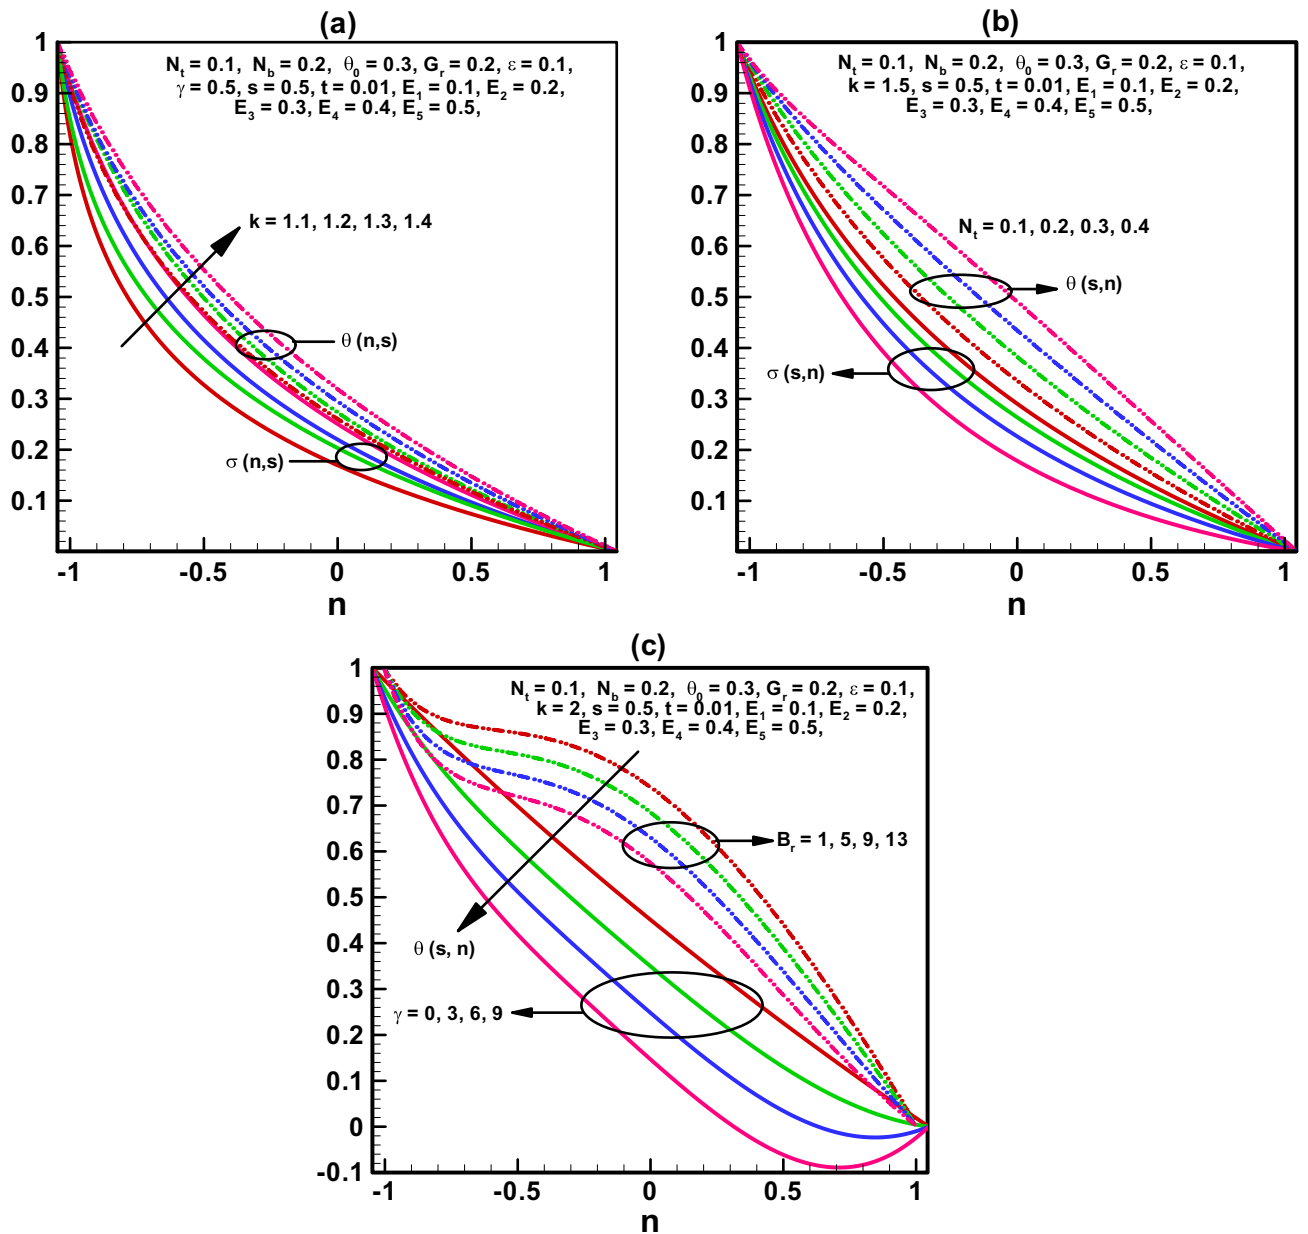 (a)
N_t = 0.1, N_b = 0.2, θ_0 = 0.3, G_r = 0.2, ε = 0.1,
γ = 0.5, s = 0.5, t = 0.01, E_1 = 0.1, E_2 = 0.2,
E_3 = 0.3, E_4 = 0.4, E_5 = 0.5,
k = 1.1, 1.2, 1.3, 1.4
θ (n,s)
σ (n,s)
1
0.9
0.8
0.7
0.6
0.5
0.4
0.3
0.2
0.1
-1 -0.5 0 0.5 1
n
(b)
N_t = 0.1, N_b = 0.2, θ_0 = 0.3, G_r = 0.2, ε = 0.1,
k = 1.5, s = 0.5, t = 0.01, E_1 = 0.1, E_2 = 0.2,
E_3 = 0.3, E_4 = 0.4, E_5 = 0.5,
N_t = 0.1, 0.2, 0.3, 0.4
θ (s,n)
σ (s,n)
1
0.9
0.8
0.7
0.6
0.5
0.4
0.3
0.2
0.1
-1 -0.5 0 0.5 1
n
(c)
N_t = 0.1, N_b = 0.2, θ_0 = 0.3, G_r = 0.2, ε = 0.1,
k = 2, s = 0.5, t = 0.01, E_1 = 0.1, E_2 = 0.2,
E_3 = 0.3, E_4 = 0.4, E_5 = 0.5,
B_r = 1, 5, 9, 13
θ (s, n)
γ = 0, 3, 6, 9
1
0.9
0.8
0.7
0.6
0.5
0.4
0.3
0.2
0.1
0
-0.1
-1 -0.5 0 0.5 1
n